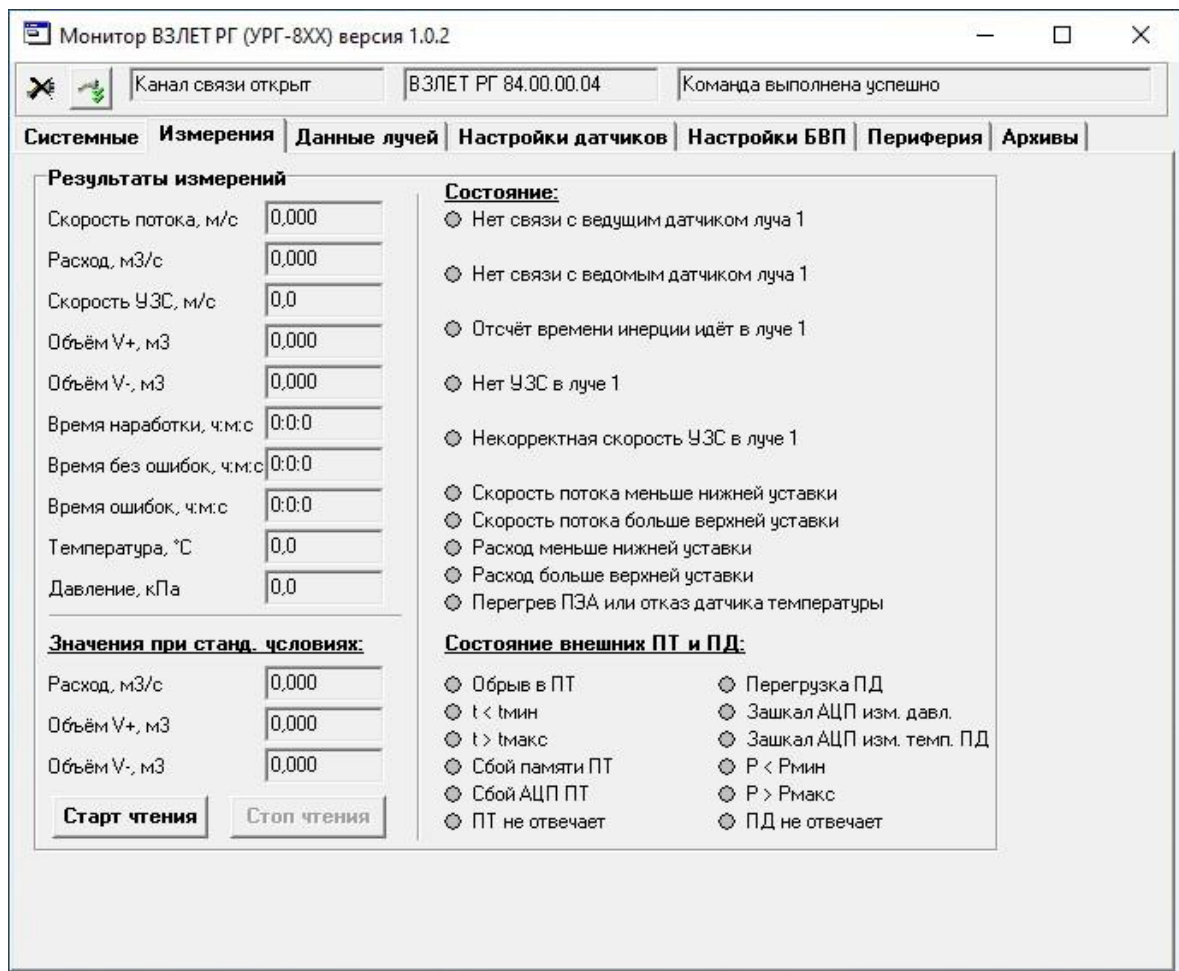 Монитор ВЗЛЕТ РГ (УРГ-8ХХ) версия 1.0.2
Канал связи открыт
ВЗЛЕТ РГ 84.00.00.04
Команда выполнена успешно
Системные Измерения Данные лучей Настройки датчиков Настройки БВП Периферия Архивы
Результаты измерений
Скорость потока, м/с 0,000
Расход, м3/с 0,000
Скорость УЗС, м/с 0,0
Объём V+, м3 0,000
Объём V-, м3 0,000
Время наработки, ч:м:с 0:0:0
Время без ошибок, ч:м:с 0:0:0
Время ошибок, ч:м:с 0:0:0
Температура, °С 0,0
Давление, кПа 0,0
Значения при станд. условиях:
Расход, м3/с 0,000
Объём V+, м3 0,000
Объём V-, м3 0,000
Старт чтения Стоп чтения
Состояние:
Нет связи с ведущим датчиком луча 1
Нет связи с ведомым датчиком луча 1
Отсчёт времени инерции идёт в луче 1
Нет УЗС в луче 1
Некорректная скорость УЗС в луче 1
Скорость потока меньше нижней уставки
Скорость потока больше верхней уставки
Расход меньше нижней уставки
Расход больше верхней уставки
Перегрев ПЗА или отказ датчика температуры
Состояние внешних ПТ и ПД:
Обрыв в ПТ
t < tмин
t > tмакс
Сбой памяти ПТ
Сбой АЦП ПТ
ПТ не отвечает
Перегрузка ПД
Зашкал АЦП изм. давл.
Зашкал АЦП изм. темп. ПД
Р < Рмин
Р > Рмакс
ПД не отвечает